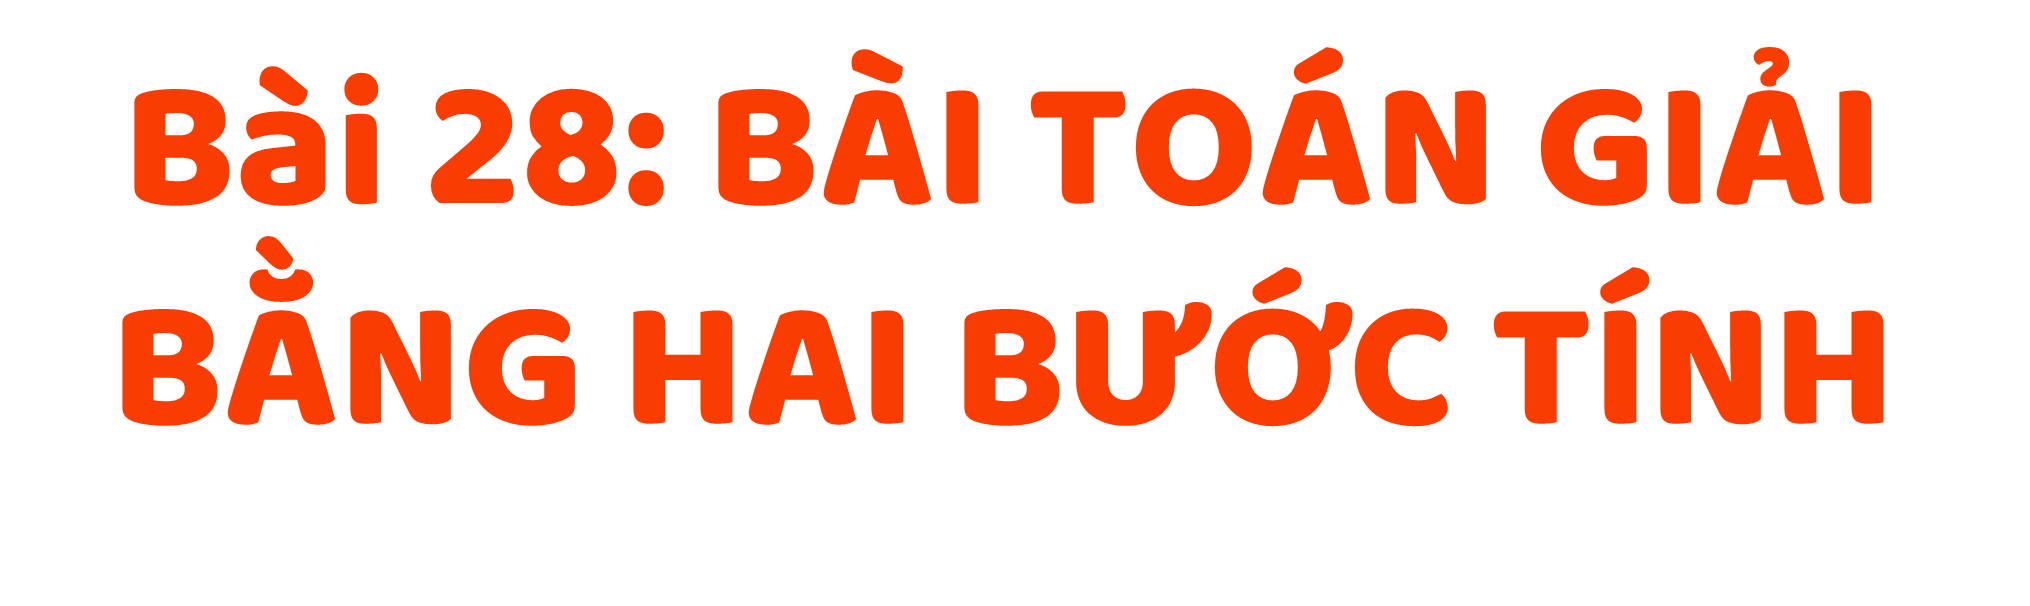 Bài 28: BÀI TOÁN GIẢI
BẰNG HAI BƯỚC TÍNH